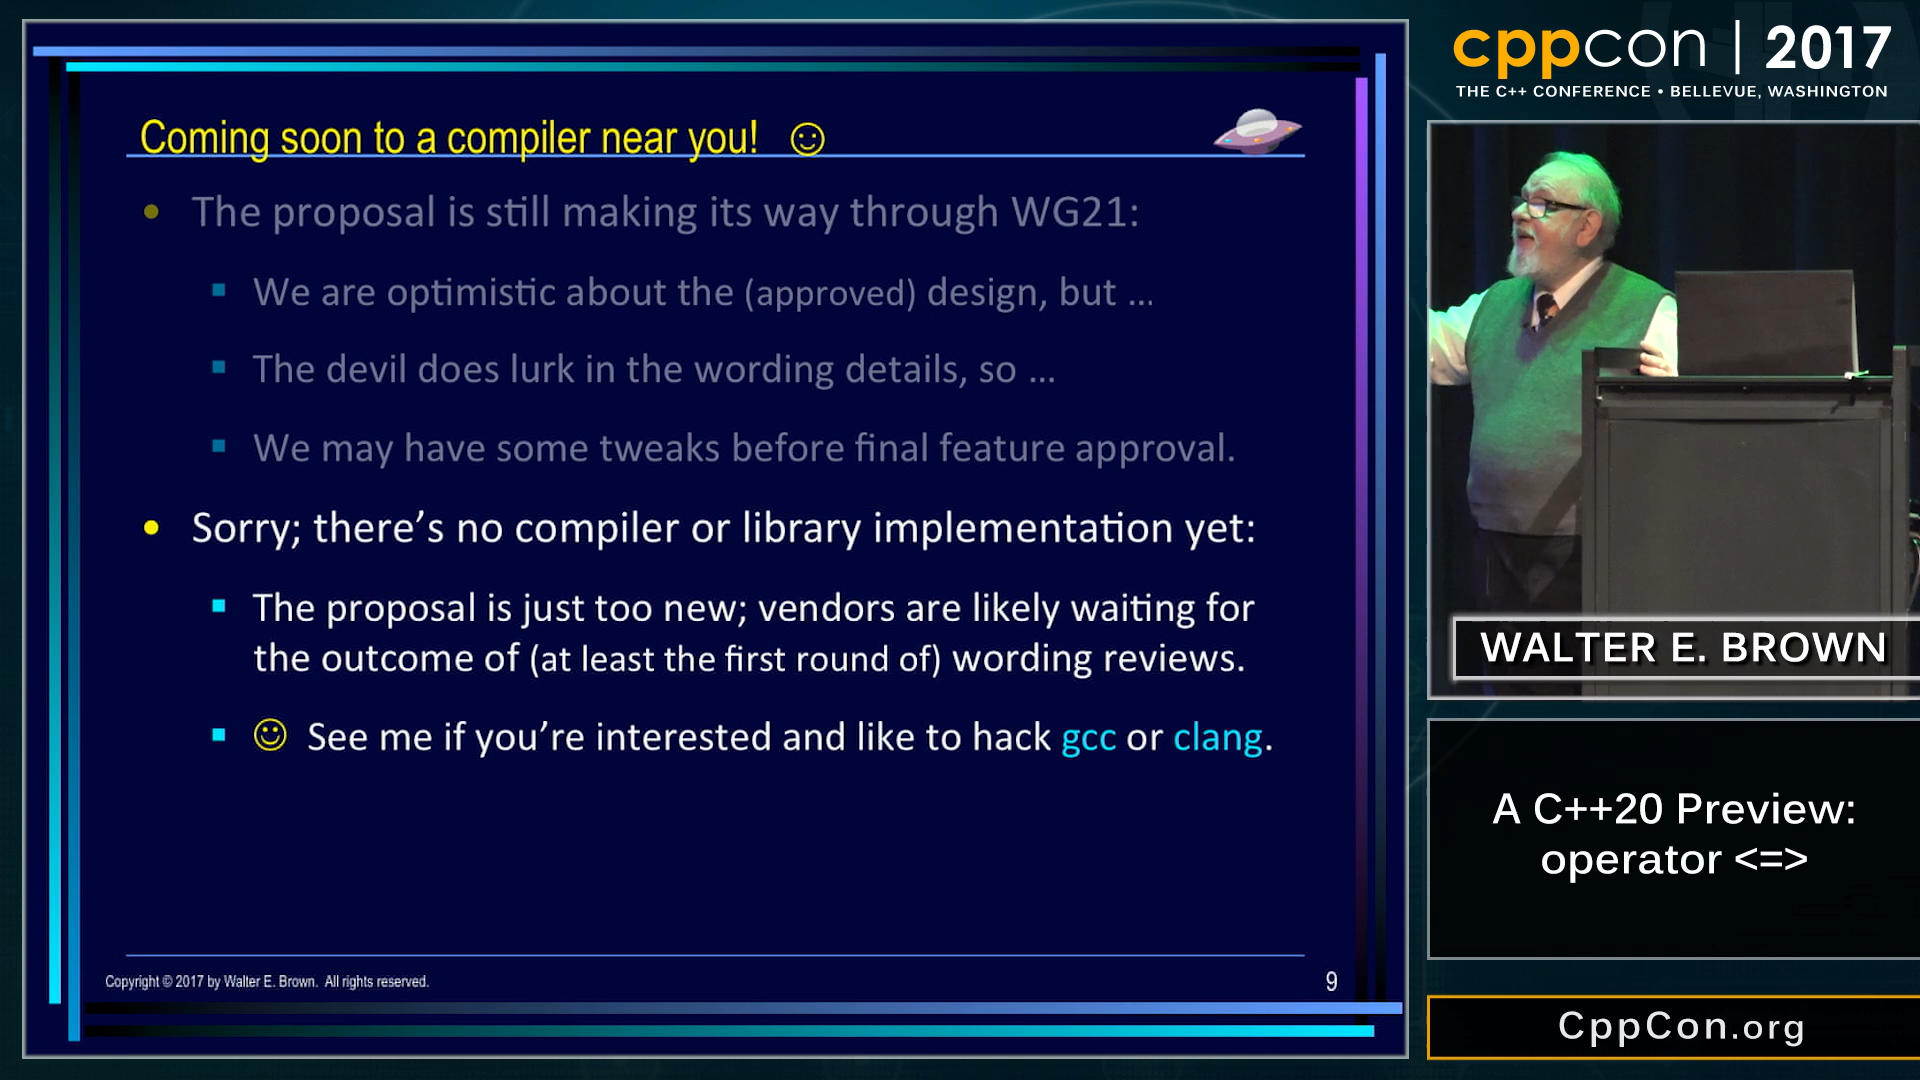 Coming soon to a compiler near you! ☺
• The proposal is still making its way through WG21:
▪ We are optimistic about the (approved) design, but …
▪ The devil does lurk in the wording details, so …
▪ We may have some tweaks before final feature approval.
• Sorry; there’s no compiler or library implementation yet:
▪ The proposal is just too new; vendors are likely waiting for
the outcome of (at least the first round of) wording reviews.
▪ ☺ See me if you’re interested and like to hack gcc or clang.
Copyright © 2017 by Walter E. Brown. All rights reserved.
9
cppcon | 2017
THE C++ CONFERENCE • BELLEVUE, WASHINGTON
WALTER E. BROWN
A C++20 Preview:
operator <=>
CppCon.org